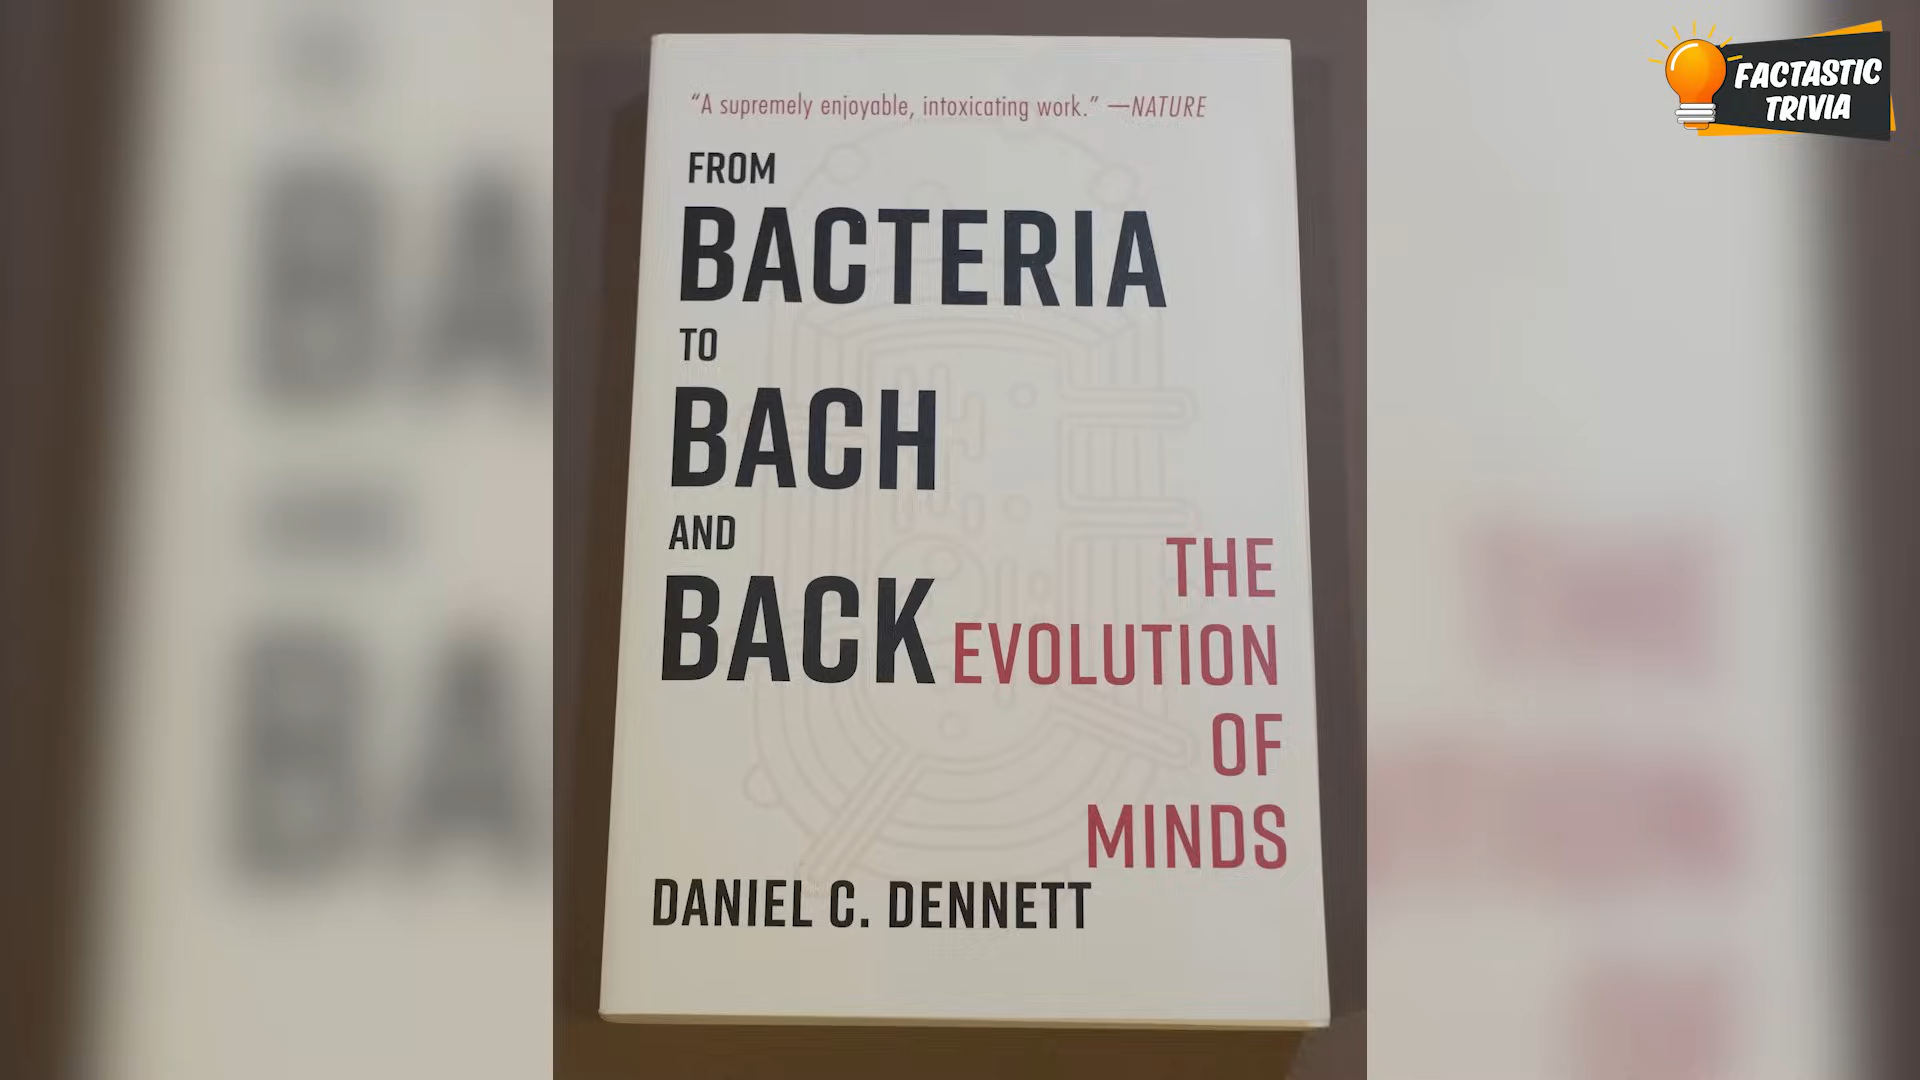 "A supremely enjoyable, intoxicating work." —NATURE
FROM
BACTERIA
TO
BACH
AND
BACK
THE
EVOLUTION
OF
MINDS
DANIEL C. DENNETT
FACTASTIC
TRIVIA